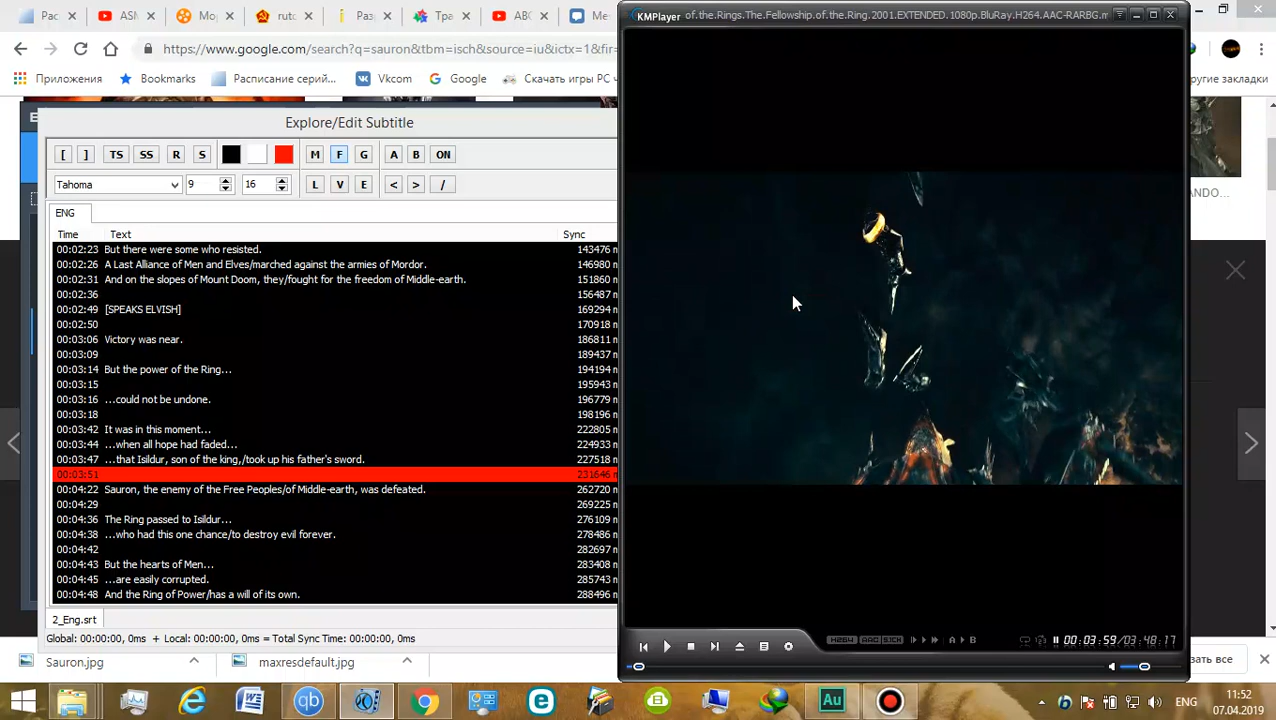 Рас
ASM
Мо
ruto
Раз
Тра
ABC
Me-
https://www.google.com/search?q=sauron&tbm=isch&source=iu&ictx=1&fir=
Приложения
Bookmarks
Расписание серий...
Vkcom
Google
Скачать игры PC
ругие закладки
KMPlayer
of.the.Rings.The.Fellowship.of.the.Ring.2001.EXTENDED.1080p.BluRay.H264.AAC-RARBG.m
Explore/Edit Subtitle
[ ] TS SS R S M F G A B ON
Tahoma 9 16 L V E < > /
ENG
Time Text Sync
00:02:23 But there were some who resisted. 143476 m
00:02:26 A Last Alliance of Men and Elves/marched against the armies of Mordor. 146980 m
00:02:31 And on the slopes of Mount Doom, they/fought for the freedom of Middle-earth. 151860 m
00:02:36 156487 m
00:02:49 [SPEAKS ELVISH] 169294 m
00:02:50 170918 m
00:03:06 Victory was near. 186811 m
00:03:09 189437 m
00:03:14 But the power of the Ring... 194194 m
00:03:15 195943 m
00:03:16 ...could not be undone. 196779 m
00:03:18 198196 m
00:03:42 It was in this moment... 222805 m
00:03:44 ...when all hope had faded... 224933 m
00:03:47 ...that Isildur, son of the king,/took up his father's sword. 227518 m
00:03:51 231646 m
00:04:22 Sauron, the enemy of the Free Peoples/of Middle-earth, was defeated. 262720 m
00:04:29 269225 m
00:04:36 The Ring passed to Isildur... 276109 m
00:04:38 ...who had this one chance/to destroy evil forever. 278486 m
00:04:42 282697 m
00:04:43 But the hearts of Men... 283408 m
00:04:45 ...are easily corrupted. 285743 m
00:04:48 And the Ring of Power/has a will of its own. 288496 m
2_Eng.srt
Global: 00:00:00, 0ms + Local: 00:00:00, 0ms = Total Sync Time: 00:00:00, 0ms
ANDO
H264 AAC 5.1CH A B 00:03:59/03:48:17
Sauron.jpg
maxresdefault.jpg
зать все
Au
ENG
11:52
07.04.2019